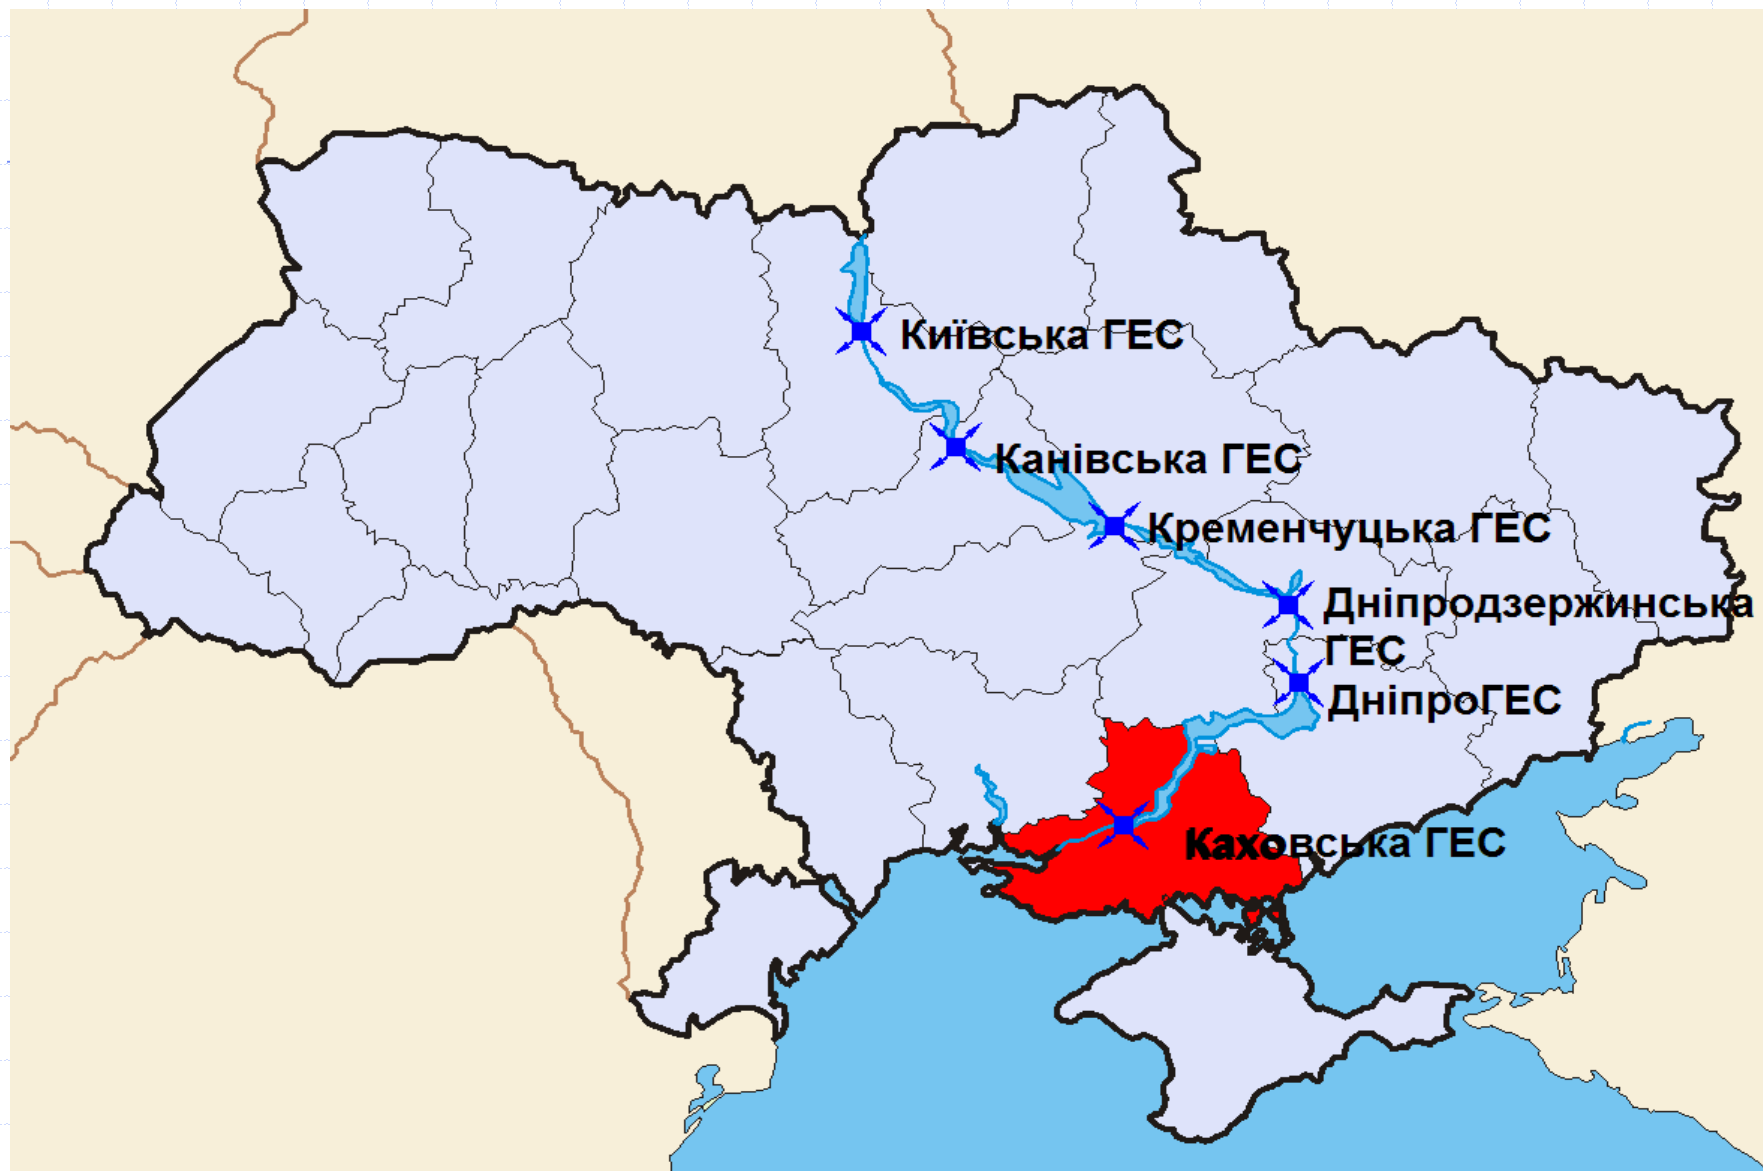 Київська ГЕС
Канівська ГЕС
Кременчуцька ГЕС
Дніпродзержинська
ГЕС
ДніпроГЕС
Каховська ГЕС